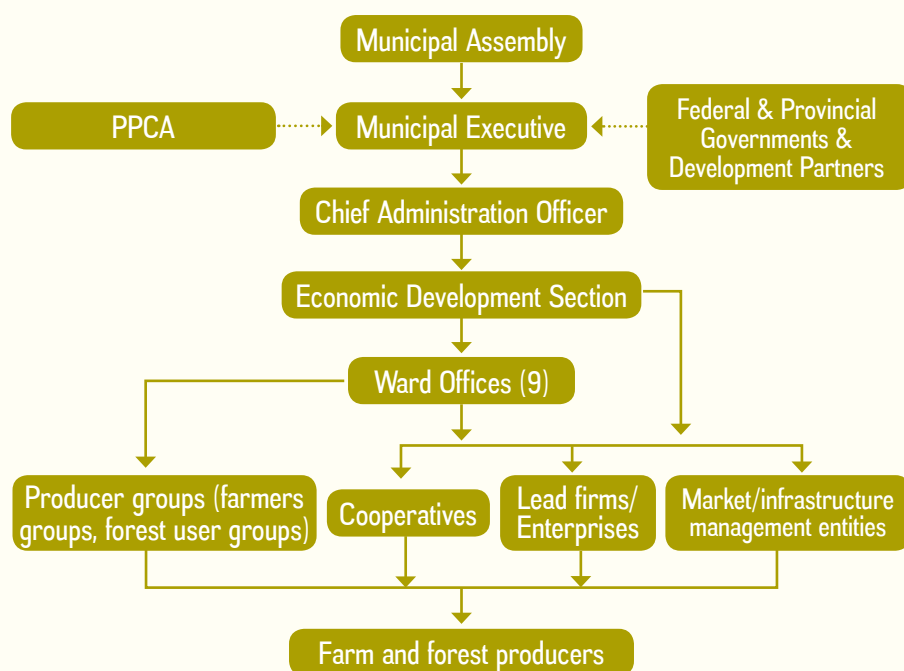 Municipal Assembly
PPCA
Municipal Executive
Federal & Provincial
Governments &
Development Partners
Chief Administration Officer
Economic Development Section
Ward Offices (9)
Producer groups (farmers
groups, forest user groups)
Cooperatives
Lead firms/
Enterprises
Market/infrastructure
management entities
Farm and forest producers